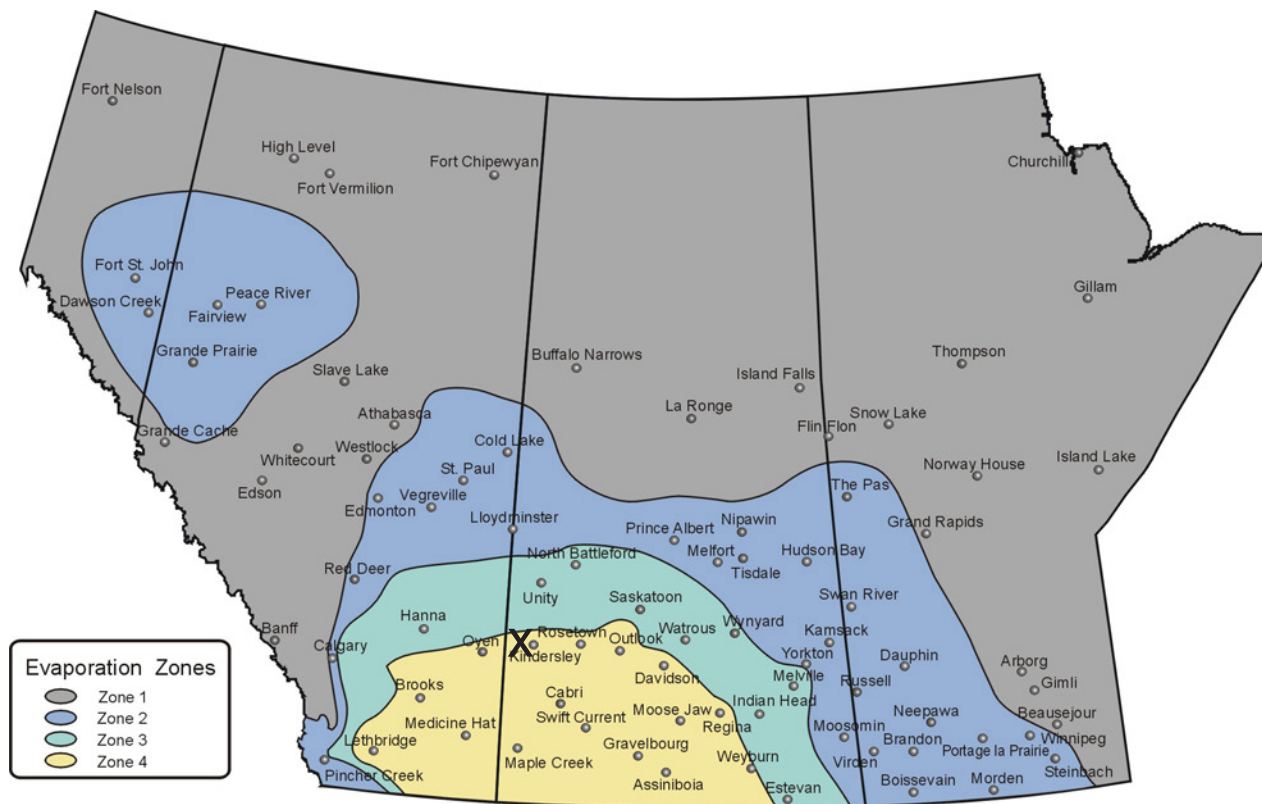 Fort Nelson
High Level
Fort Vermilion
Fort Chipewyan
Churchill
Fort St. John
Dawson Creek
Fairview
Peace River
Grande Prairie
Gillam
Slave Lake
Buffalo Narrows
Island Falls
Thompson
La Ronge
Athabasca
Snow Lake
Flin Flon
Grande Cache
Whitecourt
Westlock
Cold Lake
Edson
St. Paul
Norway House
Island Lake
Edmonton
Vegreville
The Pas
Lloydminster
Prince Albert
Nipawin
Grand Rapids
North Battleford
Melfort
Tisdale
Hudson Bay
Red Deer
Unity
Swan River
Hanna
Saskatoon
Banff
Calgary
Oyen
X
Rosetown
Kindersley
Outlook
Watrous
Wynyard
Kamsack
Yorkton
Dauphin
Arborg
Davidson
Melville
Russell
Gimli
Brooks
Cabri
Indian Head
Neepawa
Beausejour
Medicine Hat
Swift Current
Moose Jaw
Regina
Moosomin
Brandon
Portage la Prairie
Winnipeg
Lethbridge
Maple Creek
Gravelbourg
Weyburn
Virden
Steinbach
Pincher Creek
Assiniboia
Estevan
Boissevain
Morden
Evaporation Zones
Zone 1
Zone 2
Zone 3
Zone 4